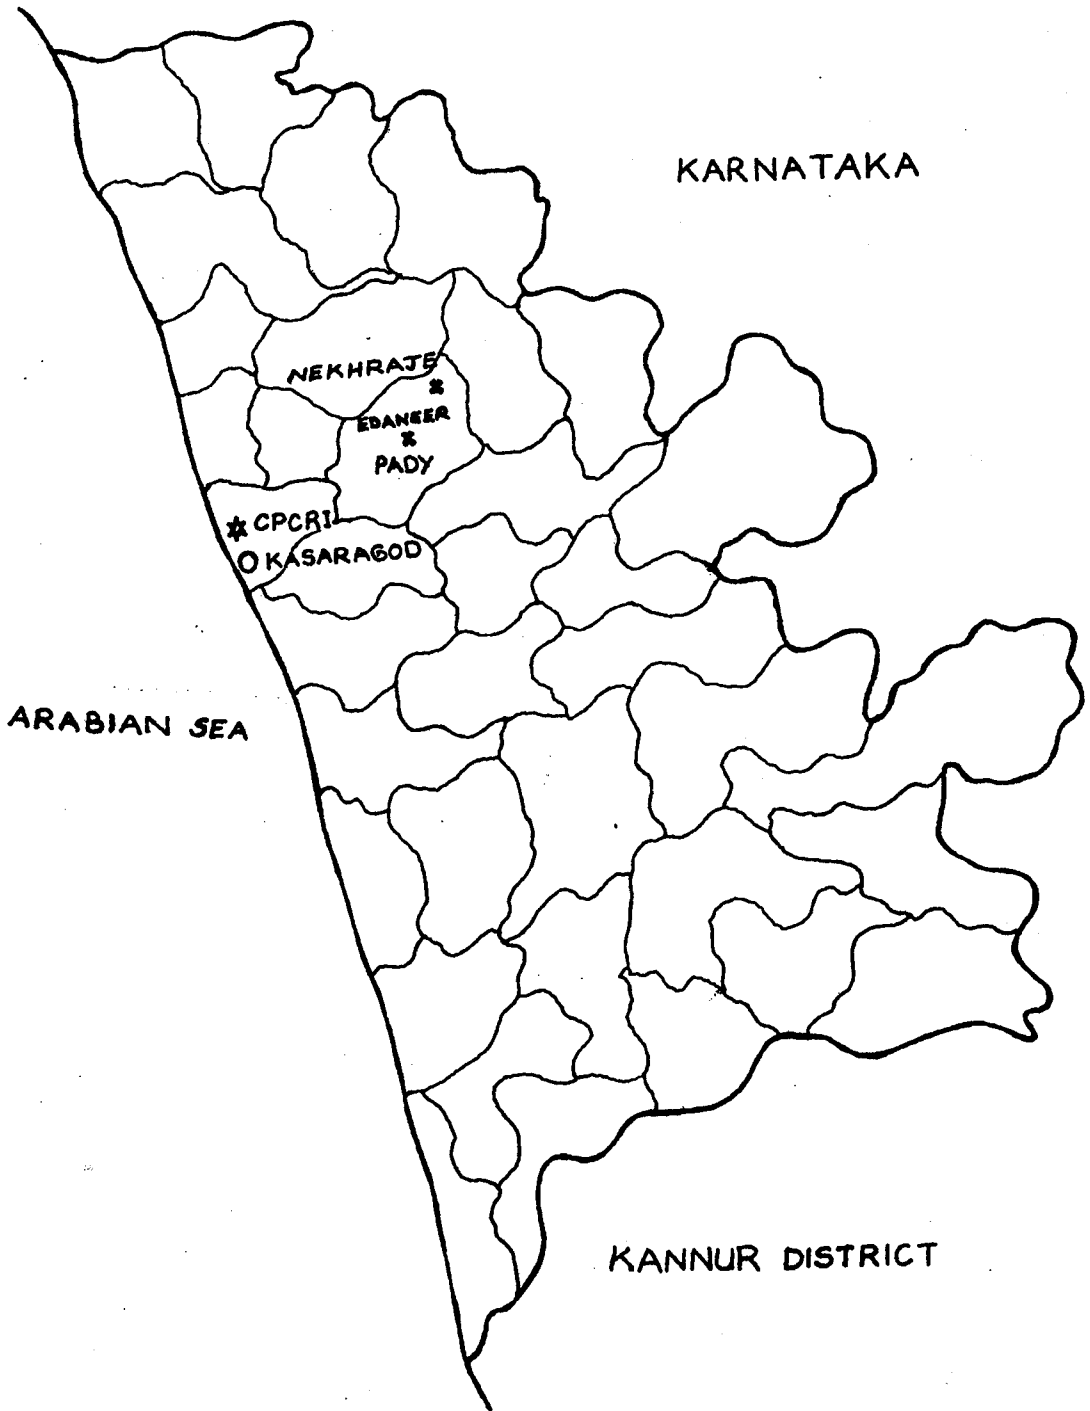 KARNATAKA
NEKHRAJE
EDANEER
PADY
CPCRI
KASARAGOD
ARABIAN SEA
KANNUR DISTRICT